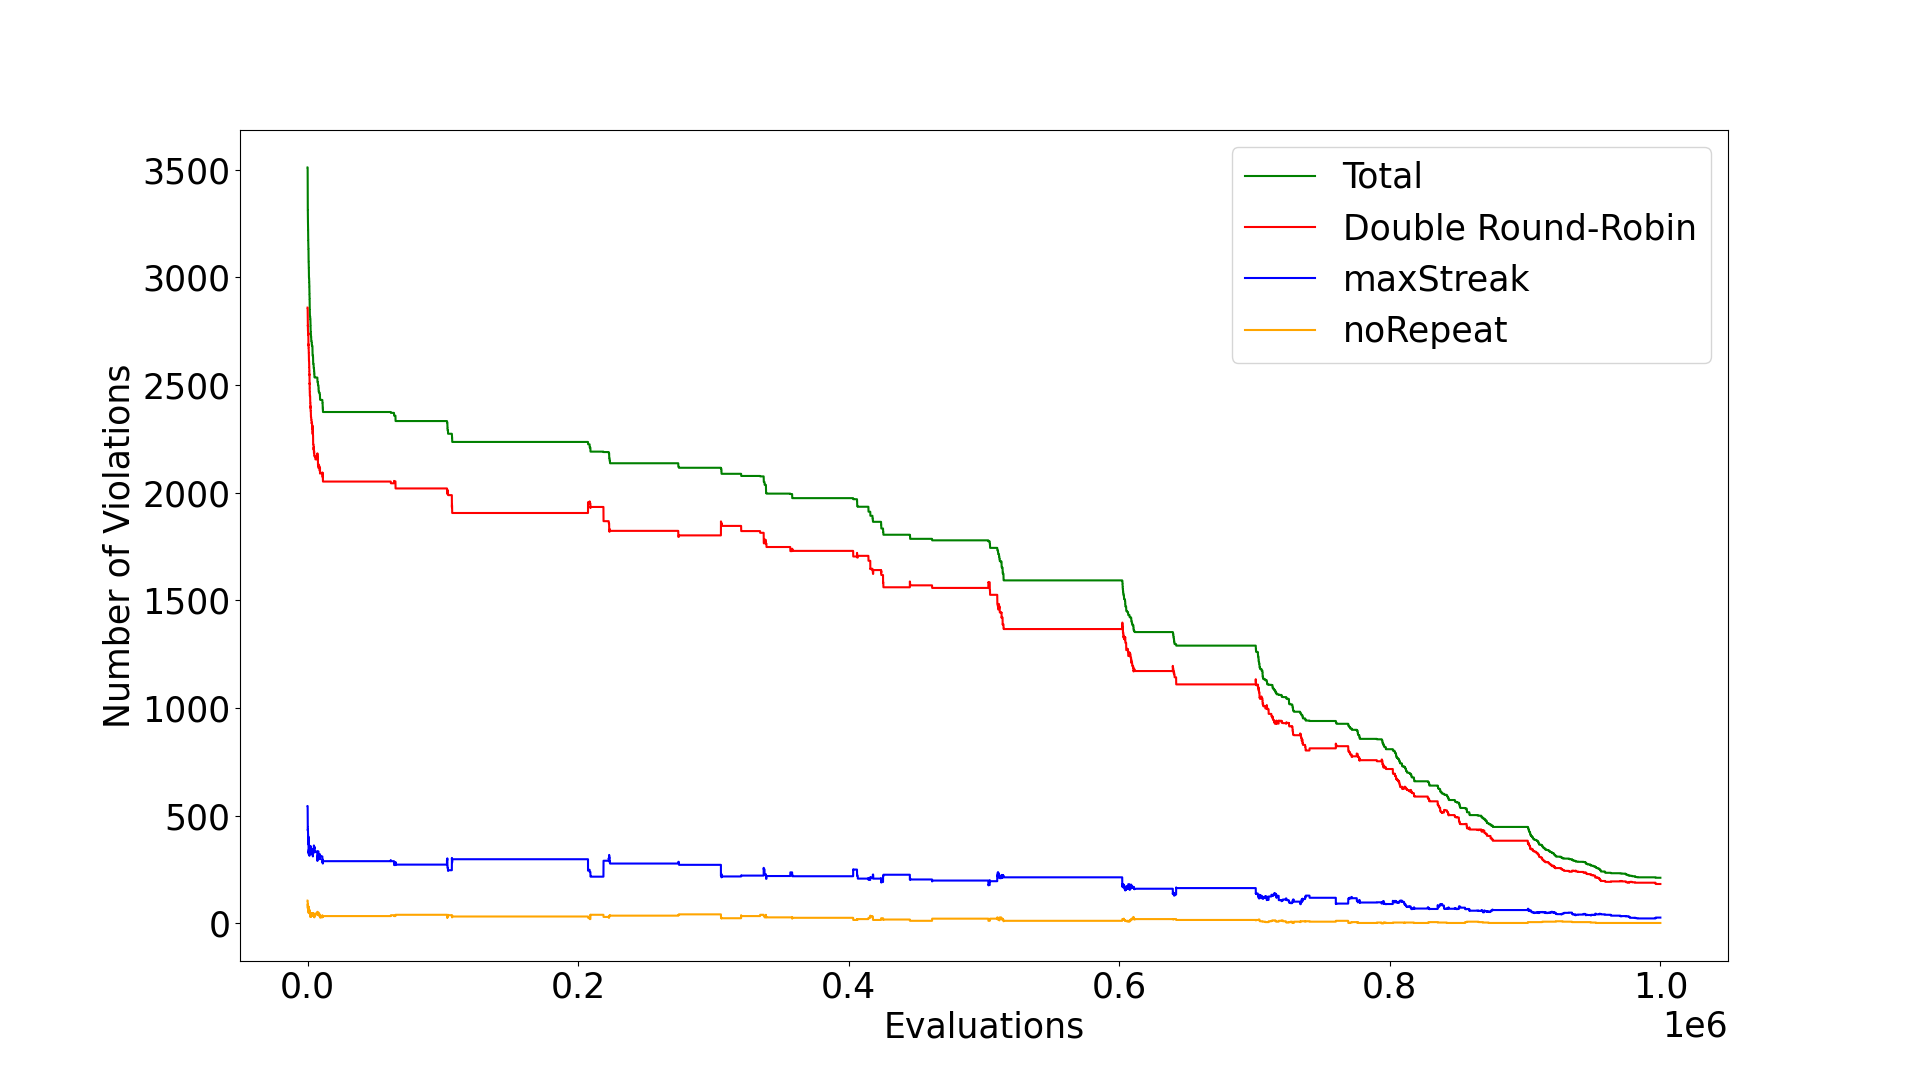 Total
Double Round-Robin
maxStreak
noRepeat
Number of Violations
3500
3000
2500
2000
1500
1000
500
0
0.0 0.2 0.4 0.6 0.8 1.0
Evaluations
1e6